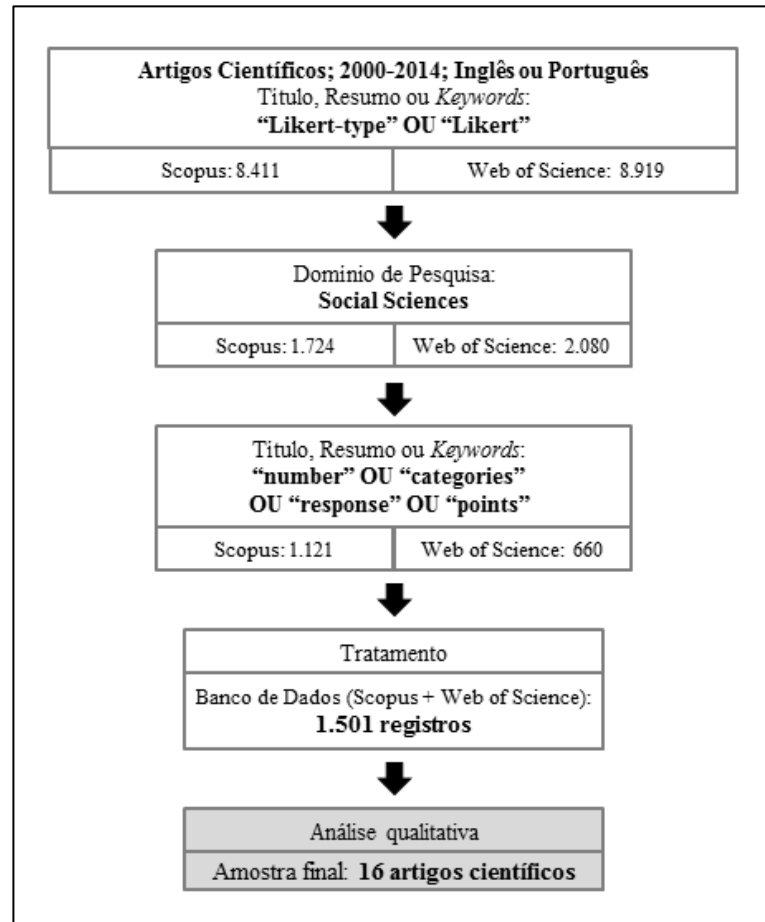 Artigos Científicos; 2000-2014; Inglês ou Português
Título, Resumo ou Keywords:
“Likert-type” OU “Likert”
Scopus: 8.411 Web of Science: 8.919
Domínio de Pesquisa:
Social Sciences
Scopus: 1.724 Web of Science: 2.080
Título, Resumo ou Keywords:
“number” OU “categories”
OU “response” OU “points”
Scopus: 1.121 Web of Science: 660
Tratamento
Banco de Dados (Scopus + Web of Science):
1.501 registros
Análise qualitativa
Amostra final: 16 artigos científicos